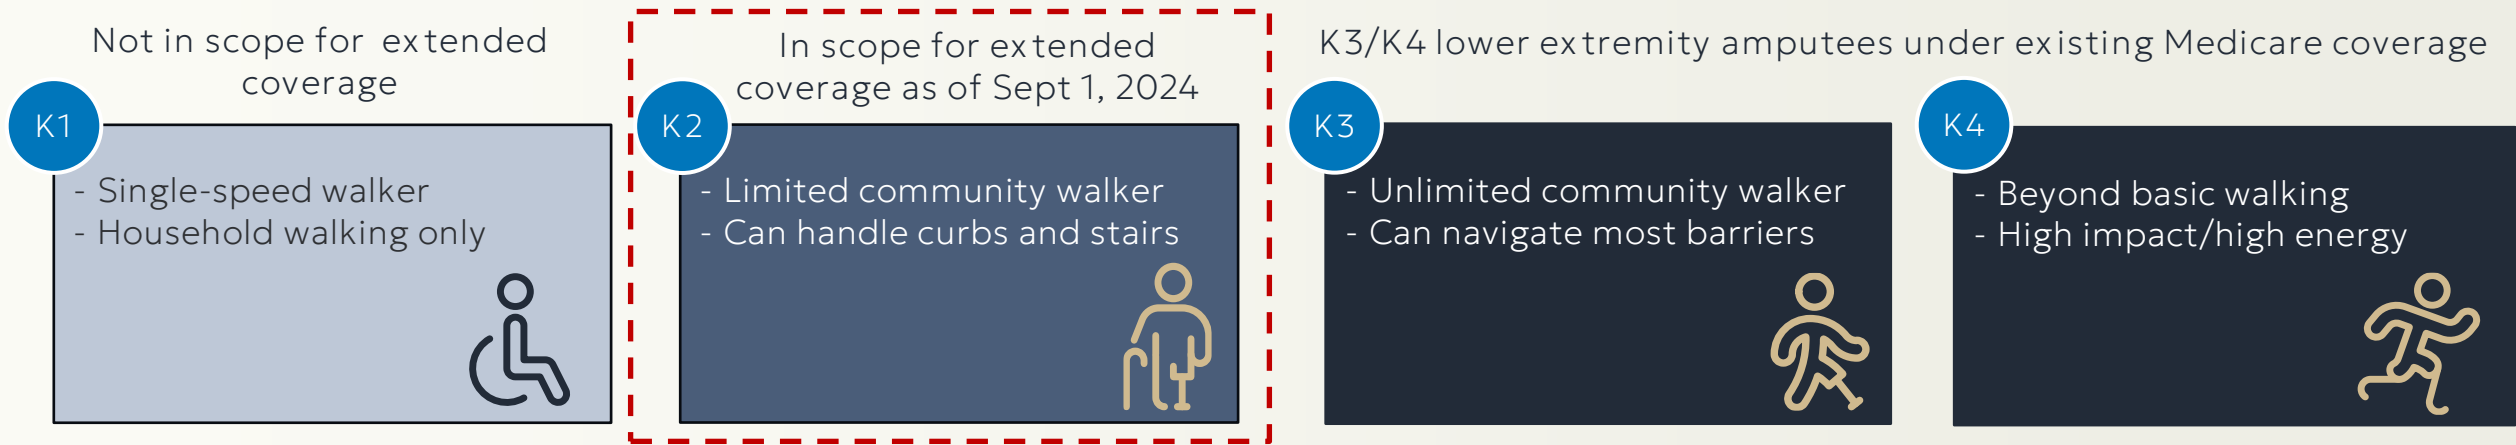 Not in scope for extended
coverage
K1
- Single-speed walker
- Household walking only
In scope for extended
coverage as of Sept 1, 2024
K2
- Limited community walker
- Can handle curbs and stairs
K3/K4 lower extremity amputees under existing Medicare coverage
K3
- Unlimited community walker
- Can navigate most barriers
K4
- Beyond basic walking
- High impact/high energy